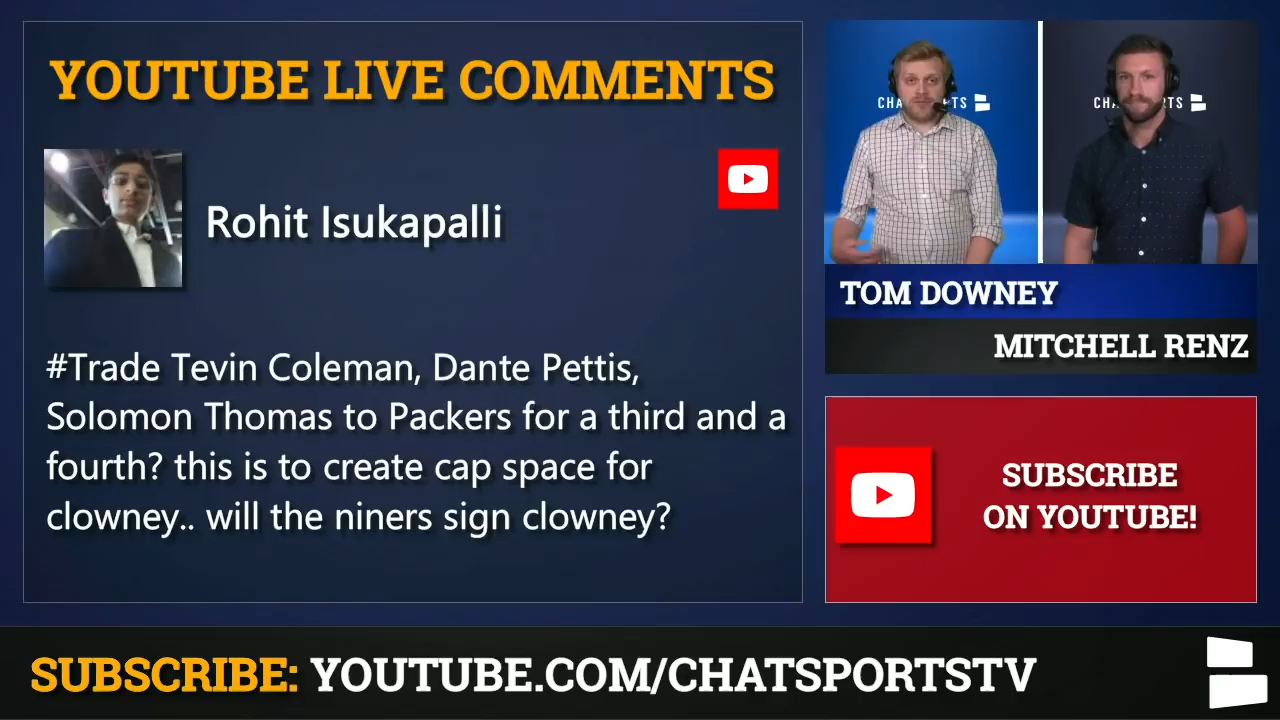 YOUTUBE LIVE COMMENTS
Rohit Isukapalli
#Trade Tevin Coleman, Dante Pettis,
Solomon Thomas to Packers for a third and a
fourth? this is to create cap space for
clowney.. will the niners sign clowney?
TOM DOWNEY
MITCHELL RENZ
SUBSCRIBE
ON YOUTUBE!
SUBSCRIBE: YOUTUBE.COM/CHATSPORTSTV